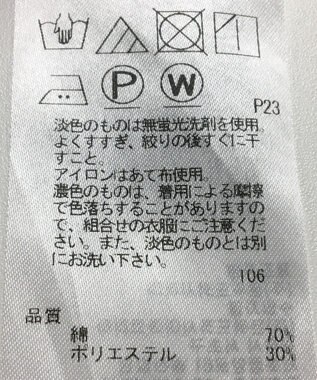 P
W
P23
淡色のものは無蛍光洗剤を使用。
よくすすぎ、絞りの後すぐに干
すこと。
アイロンはあて布使用。
濃色のものは、着用による摩擦
で色落ちすることがありますの
で、組合せの衣服にご注意くだ
さい。また、淡色のものとは別
にお洗い下さい。
106
品質
綿 70%
ポリエステル 30%